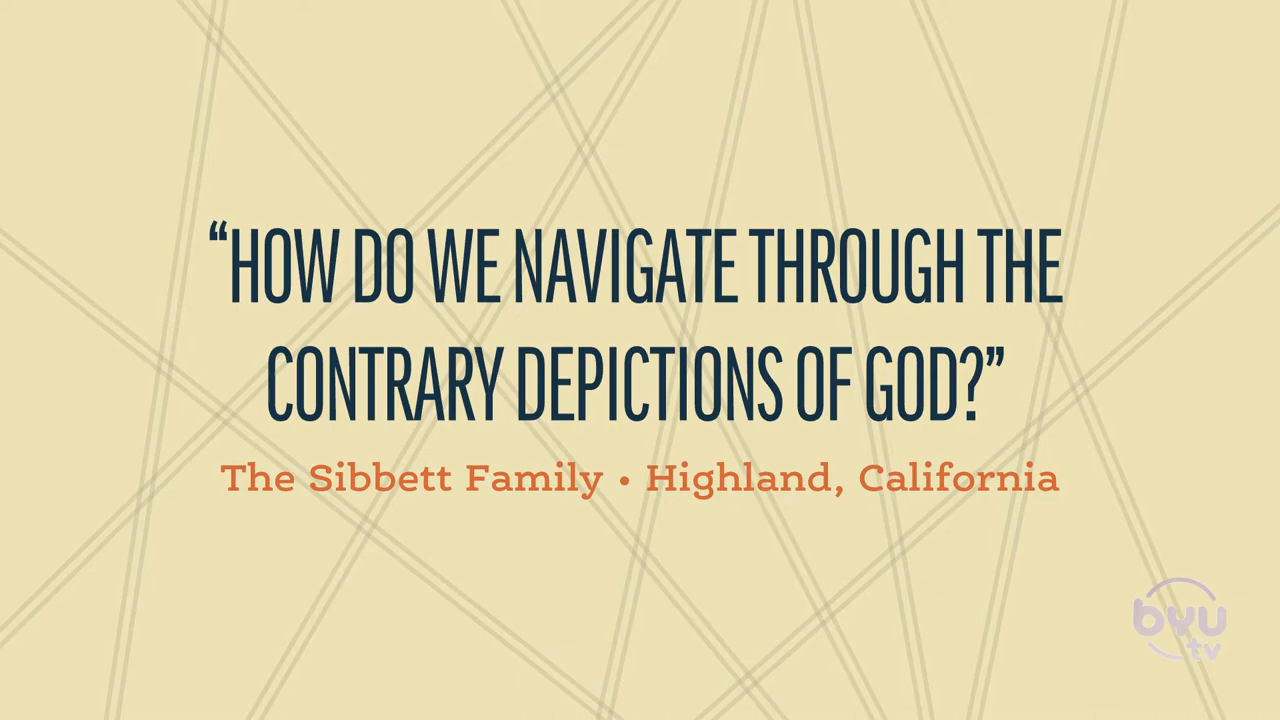 “HOW DO WE NAVIGATE THROUGH THE
CONTRARY DEPICTIONS OF GOD?”
The Sibbett Family • Highland, California
byu
tv